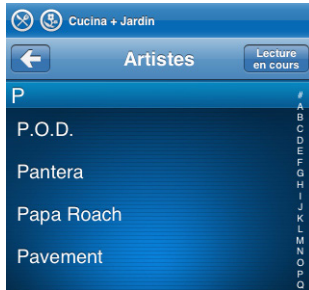 Cucina + Jardin
Artistes
Lecture
en cours
P
P.O.D.
Pantera
Papa Roach
Pavement
#
A
B
C
D
E
F
G
H
I
J
K
L
M
N
O
P
Q